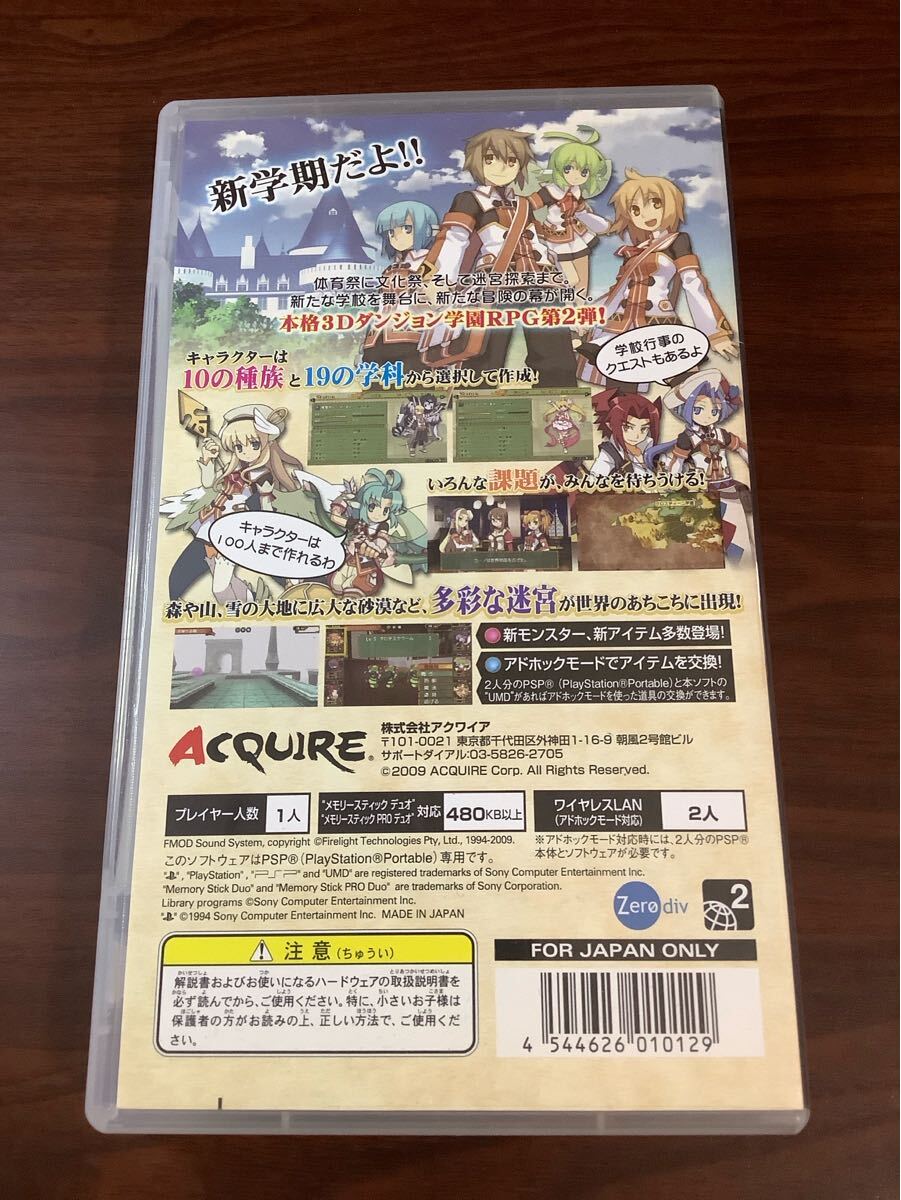 新学期だよ!!
体育祭に文化祭、そして迷宮探索まで。
新たな学校を舞台に、新たな冒険の幕が開く。
本格3Dダンジョン学園RPG第2弾!
学校行事の
クエストもあるよ
キャラクターは
10の種族と19の学科から選択して作成!
いろんな課題が、みんなを待ちうける!
キャラクターは
100人まで作れるわ
森や山、雪の大地に広大な砂漠など、多彩な迷宮が世界のあちこちに出現!
新モンスター、新アイテム多数登場!
アドホックモードでアイテムを交換!
2人分のPSP®(PlayStation®Portable)と本ソフトの
"UMD"があればアドホックモードを使った道具の交換ができます。
ACQUIRE®
株式会社アクワイア
〒101-0021 東京都千代田区外神田1-16-9 朝風2号館ビル
サポートダイアル:03-5826-2705
©2009 ACQUIRE Corp. All Rights Reserved.
プレイヤー人数 1人
"メモリースティック デュオ"
"メモリースティック PRO デュオ" 対応 480KB以上
ワイヤレスLAN
(アドホックモード対応) 2人
FMOD Sound System, copyright ©Firelight Technologies Pty, Ltd., 1994-2009.
※アドホックモード対応時には、2人分のPSP®
本体とソフトウェアが必要です。
このソフトウェアはPSP®(PlayStation®Portable)専用です。
" ", "PlayStation", "PSP" and "UMD" are registered trademarks of Sony Computer Entertainment Inc.
"Memory Stick Duo" and "Memory Stick PRO Duo" are trademarks of Sony Corporation.
Library programs ©Sony Computer Entertainment Inc.
" " ©1994 Sony Computer Entertainment Inc. MADE IN JAPAN
Zerødiv
2
注意(ちゅうい)
解説書およびお使いになるハードウェアの取扱説明書を
必ず読んでから、ご使用ください。特に、小さいお子様は
保護者の方がお読みの上、正しい方法で、ご使用くだ
さい。
FOR JAPAN ONLY
4 544626 010129